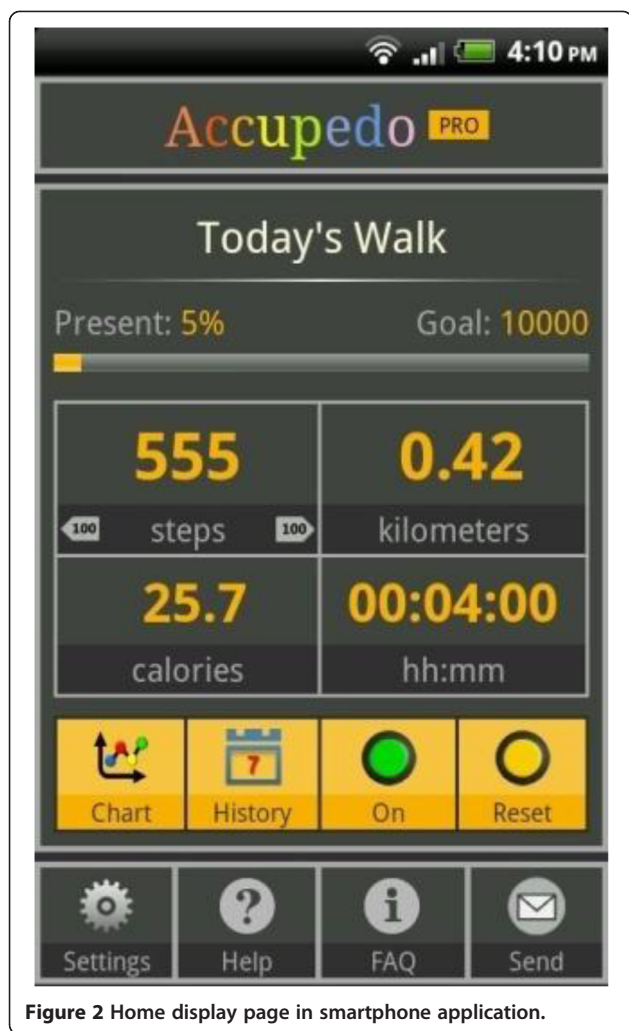 4:10 PM
Accupedo PRO
Today's Walk
Present: 5% Goal: 10000
555 0.42
100 steps 100 kilometers
25.7 00:04:00
calories hh:mm
7
Chart History On Reset
? i
Settings Help FAQ Send
Figure 2 Home display page in smartphone application.